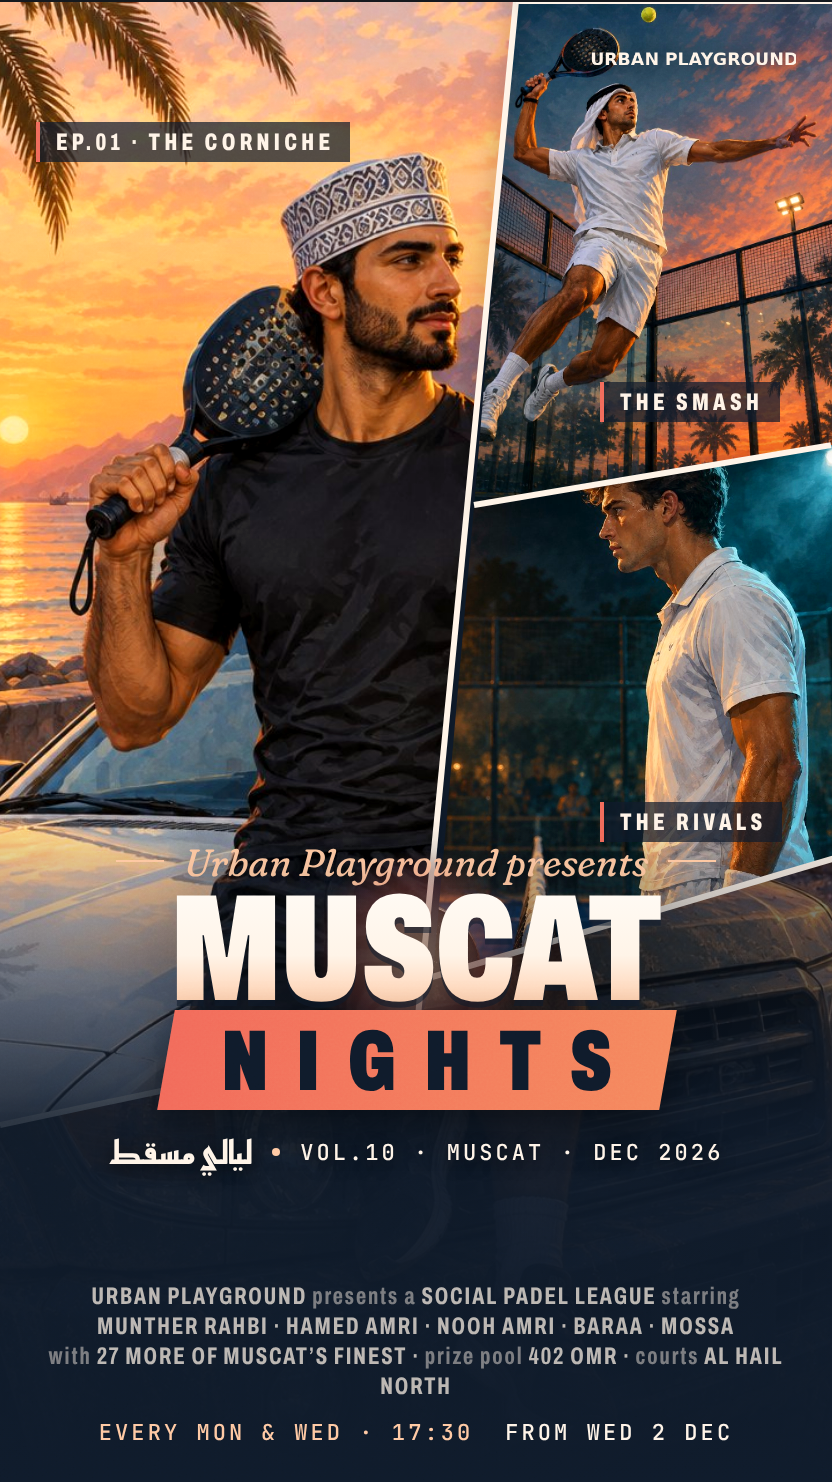 URBAN PLAYGROUND
EP.01 · THE CORNICHE
THE SMASH
THE RIVALS
Urban Playground presents
MUSCAT
NIGHTS
ليالي مسقط • VOL.10 · MUSCAT · DEC 2026
URBAN PLAYGROUND presents a SOCIAL PADEL LEAGUE starring
MUNTHER RAHBI · HAMED AMRI · NOOH AMRI · BARAA · MOSSA
with 27 MORE OF MUSCAT’S FINEST · prize pool 402 OMR · courts AL HAIL
NORTH
EVERY MON & WED · 17:30 FROM WED 2 DEC